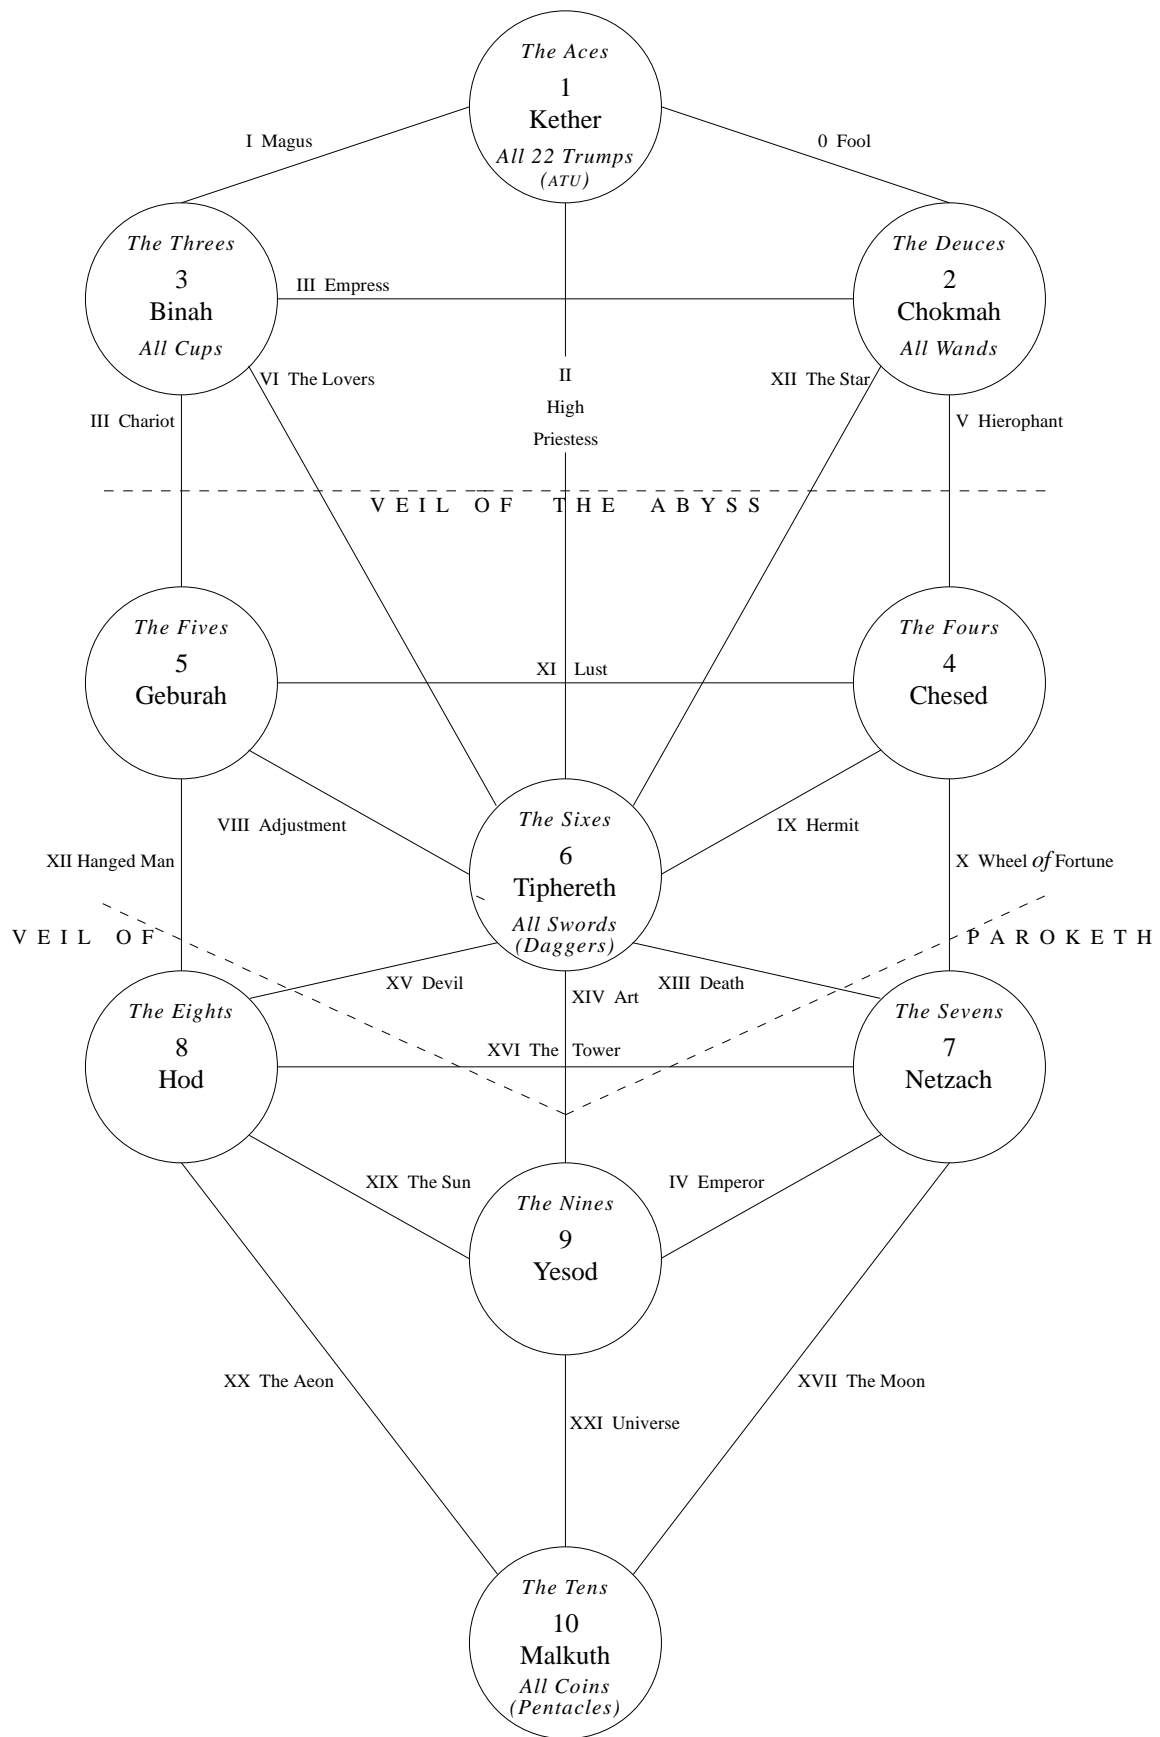 The Aces
1
Kether
All 22 Trumps
(ATU)
I Magus
0 Fool
The Threes
3
Binah
All Cups
The Deuces
2
Chokmah
All Wands
III Empress
VI The Lovers
II
High
Priestess
XII The Star
III Chariot
V Hierophant
VEIL OF THE ABYSS
The Fives
5
Geburah
The Fours
4
Chesed
XI Lust
VIII Adjustment
IX Hermit
The Sixes
6
Tiphereth
All Swords
(Daggers)
XII Hanged Man
X Wheel of Fortune
VEIL OF
PAROKETH
XV Devil
XIV Art
XIII Death
The Eights
8
Hod
The Sevens
7
Netzach
XVI The Tower
XIX The Sun
IV Emperor
The Nines
9
Yesod
XX The Aeon
XVII The Moon
XXI Universe
The Tens
10
Malkuth
All Coins
(Pentacles)